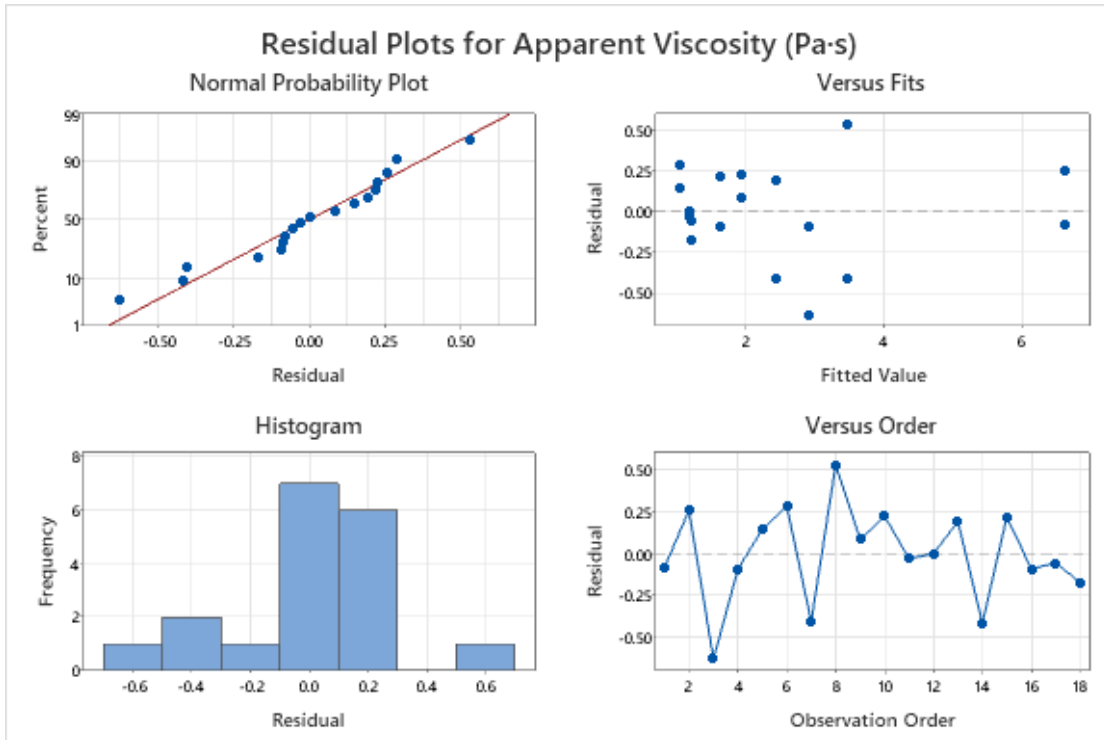 Residual Plots for Apparent Viscosity (Pa·s)
Normal Probability Plot
99
90
50
10
1
Percent
-0.50 -0.25 0.00 0.25 0.50
Residual
Versus Fits
0.50
0.25
0.00
-0.25
-0.50
Residual
2 4 6
Fitted Value
Histogram
8
6
4
2
0
Frequency
-0.6 -0.4 -0.2 0.0 0.2 0.4 0.6
Residual
Versus Order
0.50
0.25
0.00
-0.25
-0.50
Residual
2 4 6 8 10 12 14 16 18
Observation Order